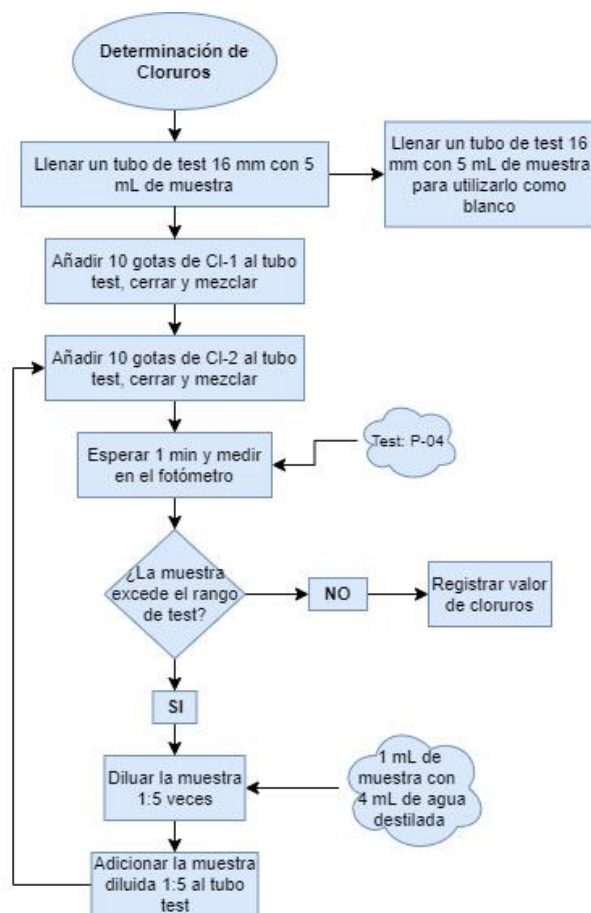 Determinación de
Cloruros
Llenar un tubo de test 16 mm con 5
mL de muestra
Llenar un tubo de test 16
mm con 5 mL de muestra
para utilizarlo como
blanco
Añadir 10 gotas de Cl-1 al tubo
test, cerrar y mezclar
Añadir 10 gotas de Cl-2 al tubo
test, cerrar y mezclar
Esperar 1 min y medir
en el fotómetro
Test: P-04
¿La muestra
excede el rango
de test?
NO
Registrar valor
de cloruros
SI
Diluar la muestra
1:5 veces
1 mL de
muestra con
4 mL de agua
destilada
Adicionar la muestra
diluida 1:5 al tubo
test